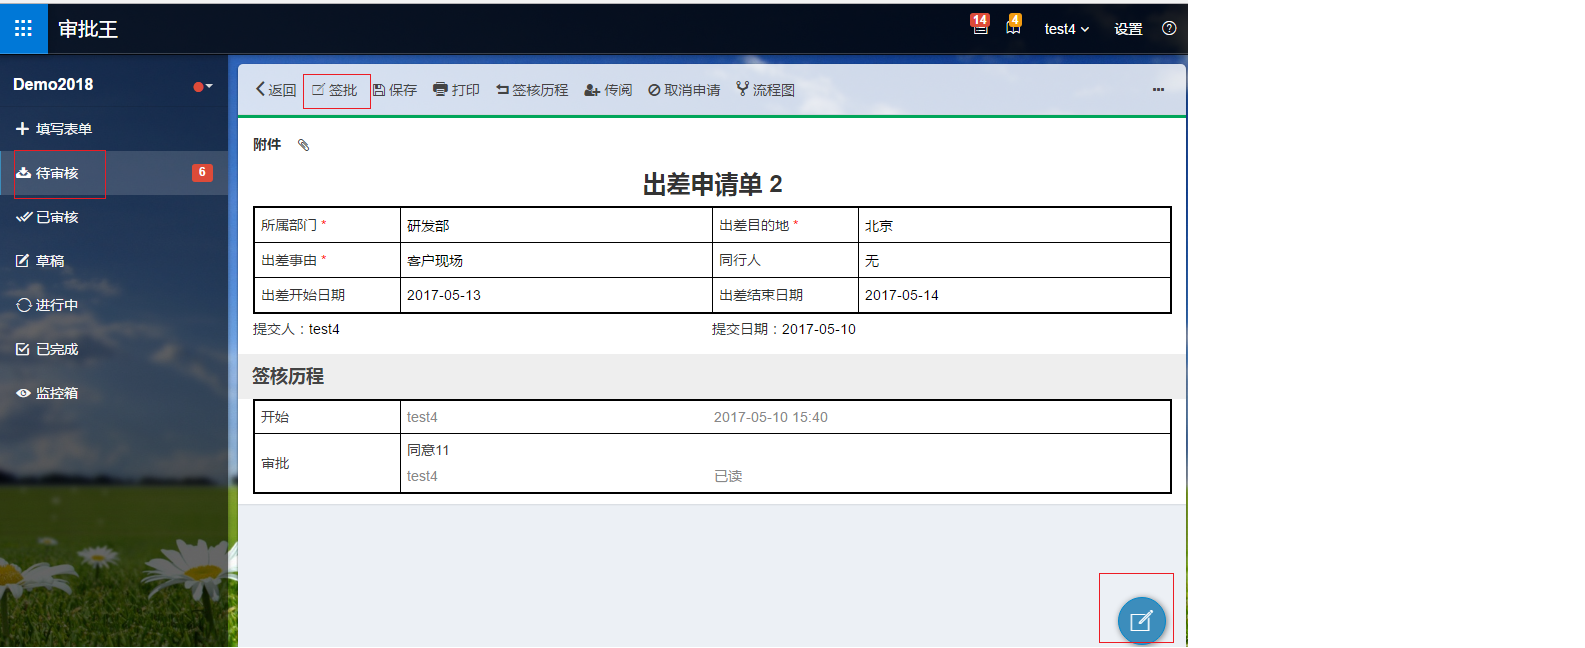 审批王
14
4
test4
设置
Demo2018
填写表单
待审核
6
已审核
草稿
进行中
已完成
监控箱
返回 签批 保存 打印 签核历程 传阅 取消申请 流程图
附件
出差申请单 2
所属部门 * 研发部 出差目的地 * 北京
出差事由 * 客户现场 同行人 无
出差开始日期 2017-05-13 出差结束日期 2017-05-14
提交人：test4 提交日期：2017-05-10
签核历程
开始 test4 2017-05-10 15:40
审批 同意11
test4 已读